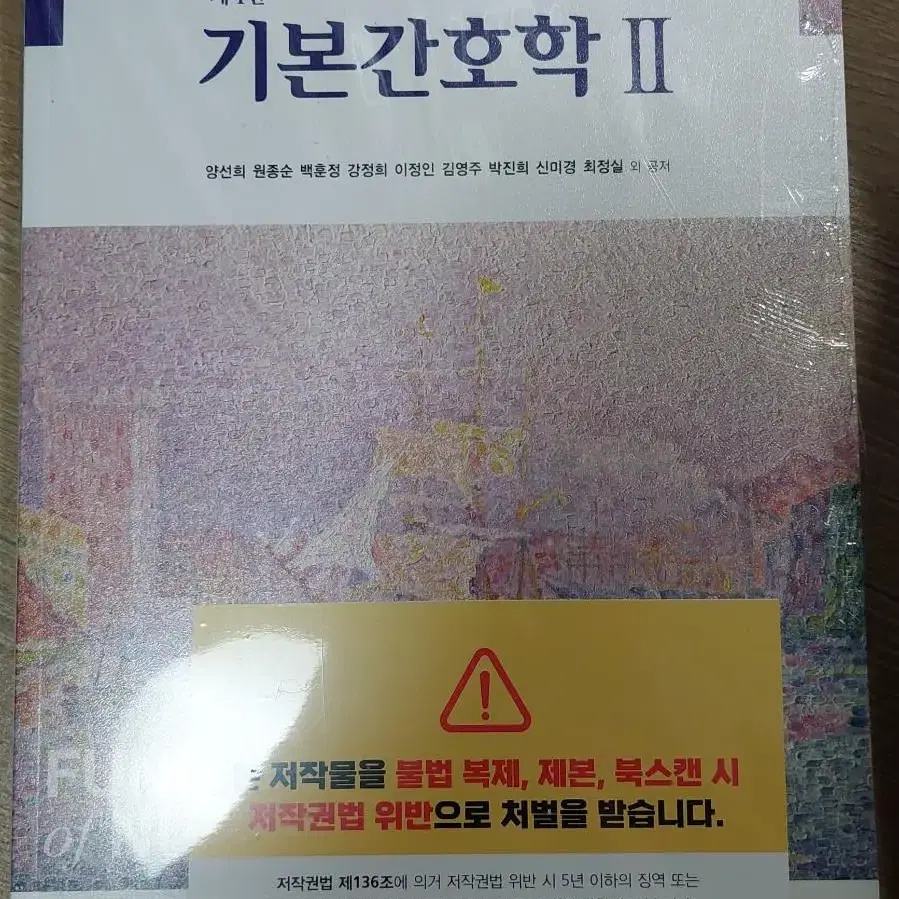 기본간호학 II
양선희 원종순 백훈정 강정희 이정인 김영주 박진희 신미경 최정실 외 공저
저작물을 불법 복제, 제본, 북스캔 시
저작권법 위반으로 처벌을 받습니다.
저작권법 제136조에 의거 저작권법 위반 시 5년 이하의 징역 또는